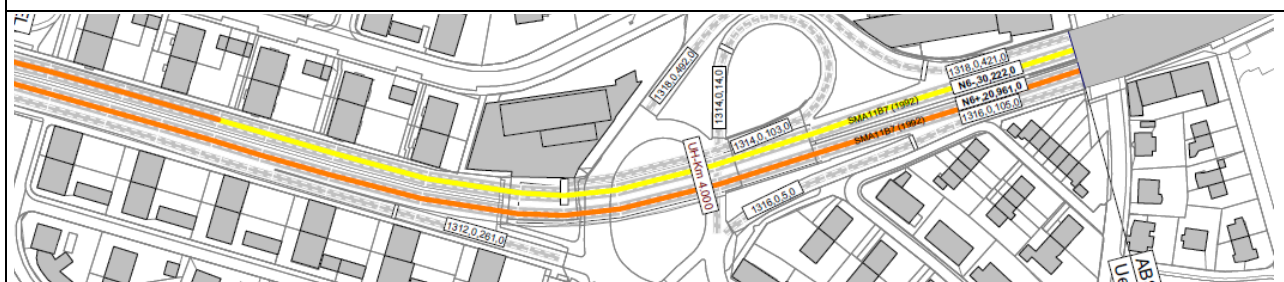 1318,0,492,0
1314,0,14,0
1318,0,421,0
N6-,30,222,0
N6+,20,961,0
1316,0,105,0
SMA11B7 (1992)
SMA11B7 (1992)
1314,0,103,0
UH-Km 4,000
1316,0,5,0
1312,0,261,0
AB
Ue